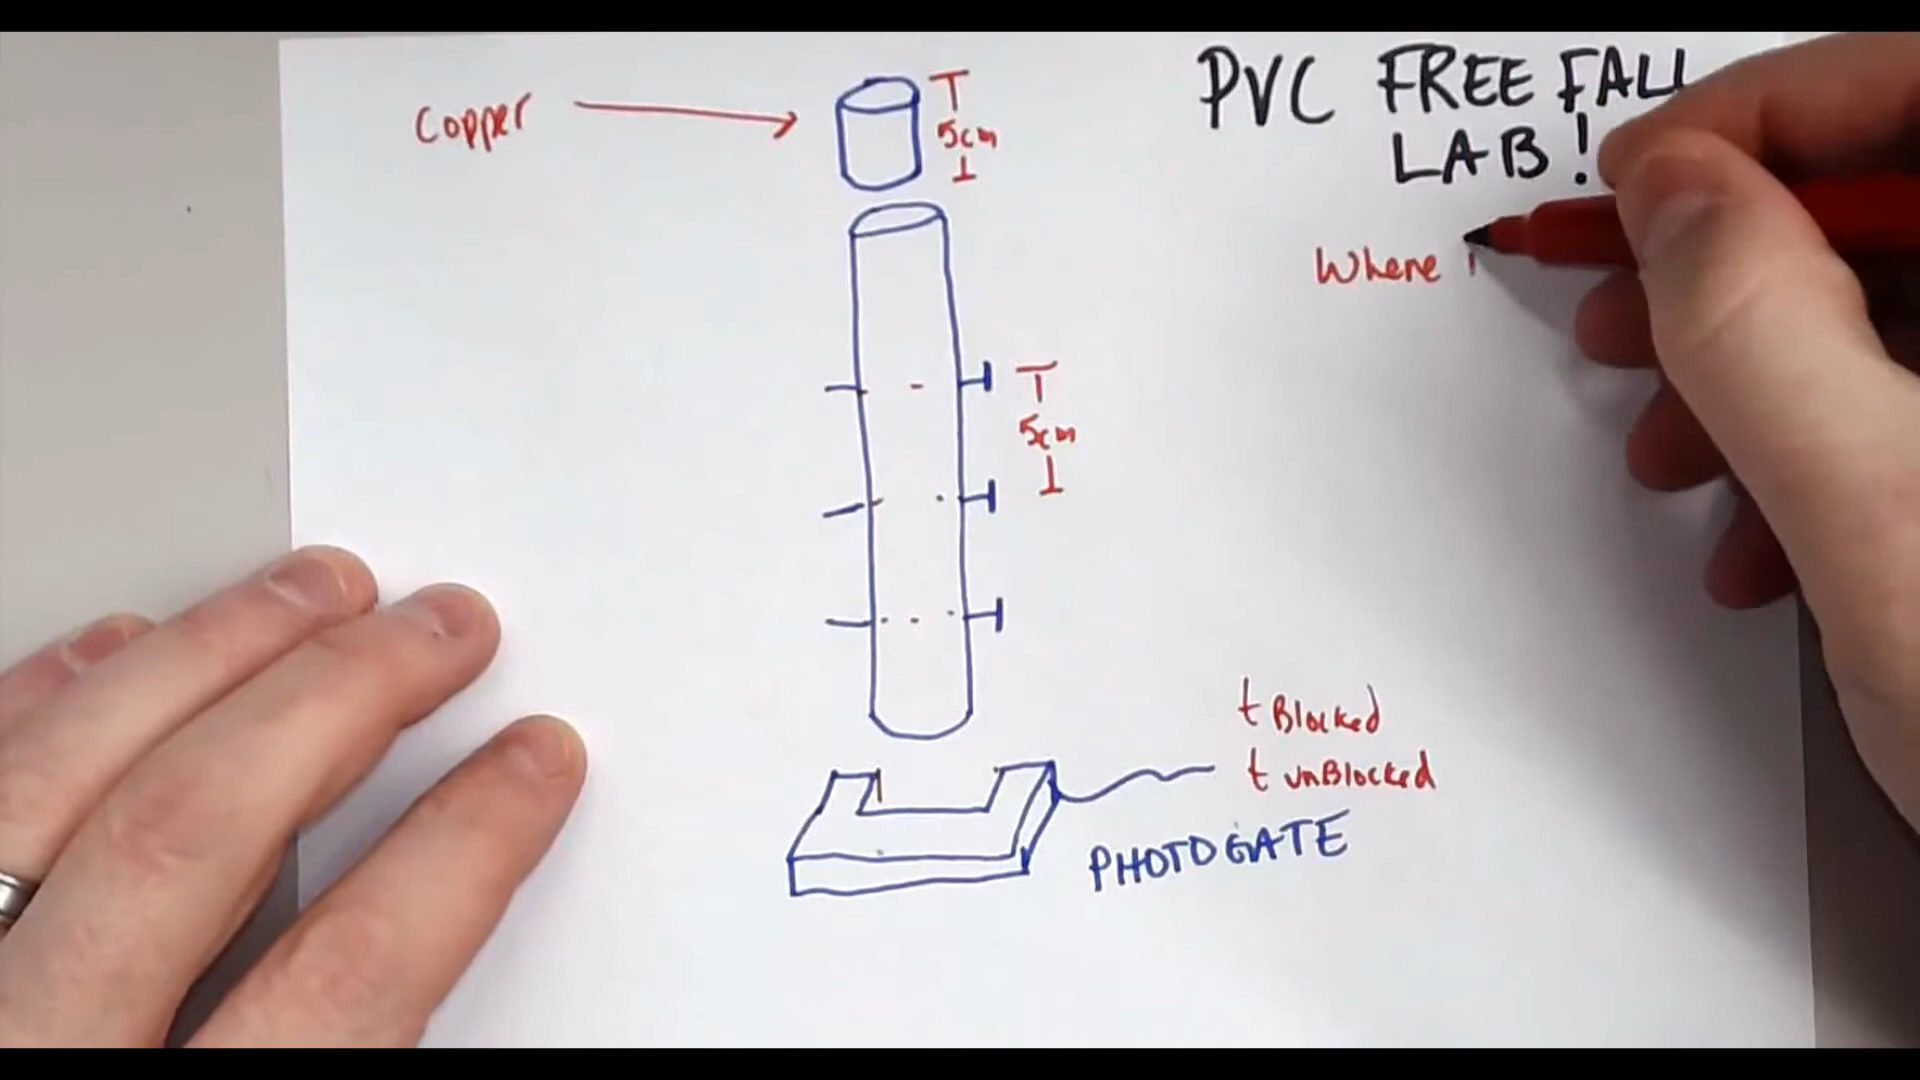 PVC FREE FALL
LAB!
Copper
5cm
Where
5cm
t Blocked
t unBlocked
PHOTOGATE